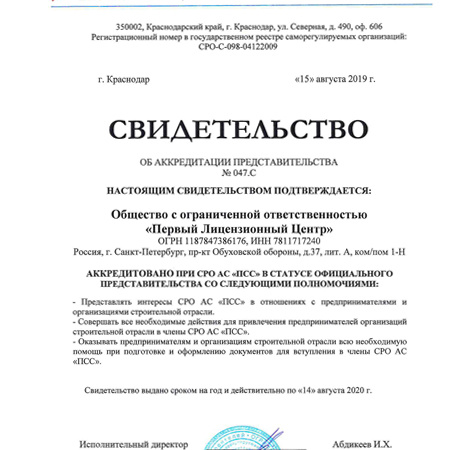 350002, Краснодарский край, г. Краснодар, ул. Северная, д. 490, оф. 606
Регистрационный номер в государственном реестре саморегулируемых организаций:
СРО-С-098-04122009
г. Краснодар «15» августа 2019 г.
СВИДЕТЕЛЬСТВО
ОБ АККРЕДИТАЦИИ ПРЕДСТАВИТЕЛЬСТВА
№ 047.С
НАСТОЯЩИМ СВИДЕТЕЛЬСТВОМ ПОДТВЕРЖДАЕТСЯ:
Общество с ограниченной ответственностью
«Первый Лицензионный Центр»
ОГРН 1187847386176, ИНН 7811717240
Россия, г. Санкт-Петербург, пр-кт Обуховской обороны, д.37, лит. А, ком/пом 1-Н
АККРЕДИТОВАНО ПРИ СРО АС «ПСС» В СТАТУСЕ ОФИЦИАЛЬНОГО
ПРЕДСТАВИТЕЛЬСТВА СО СЛЕДУЮЩИМИ ПОЛНОМОЧИЯМИ:
- Представлять интересы СРО АС «ПСС» в отношениях с предпринимателями и
организациями строительной отрасли.
- Совершать все необходимые действия для привлечения предпринимателей организаций
строительной отрасли в члены СРО АС «ПСС».
- Оказывать предпринимателям и организациям строительной отрасли всю необходимую
помощь при подготовке и оформлению документов для вступления в члены СРО АС
«ПСС».
Свидетельство выдано сроком на год и действительно по «14» августа 2020 г.
Исполнительный директор Абдикеев И.Х.